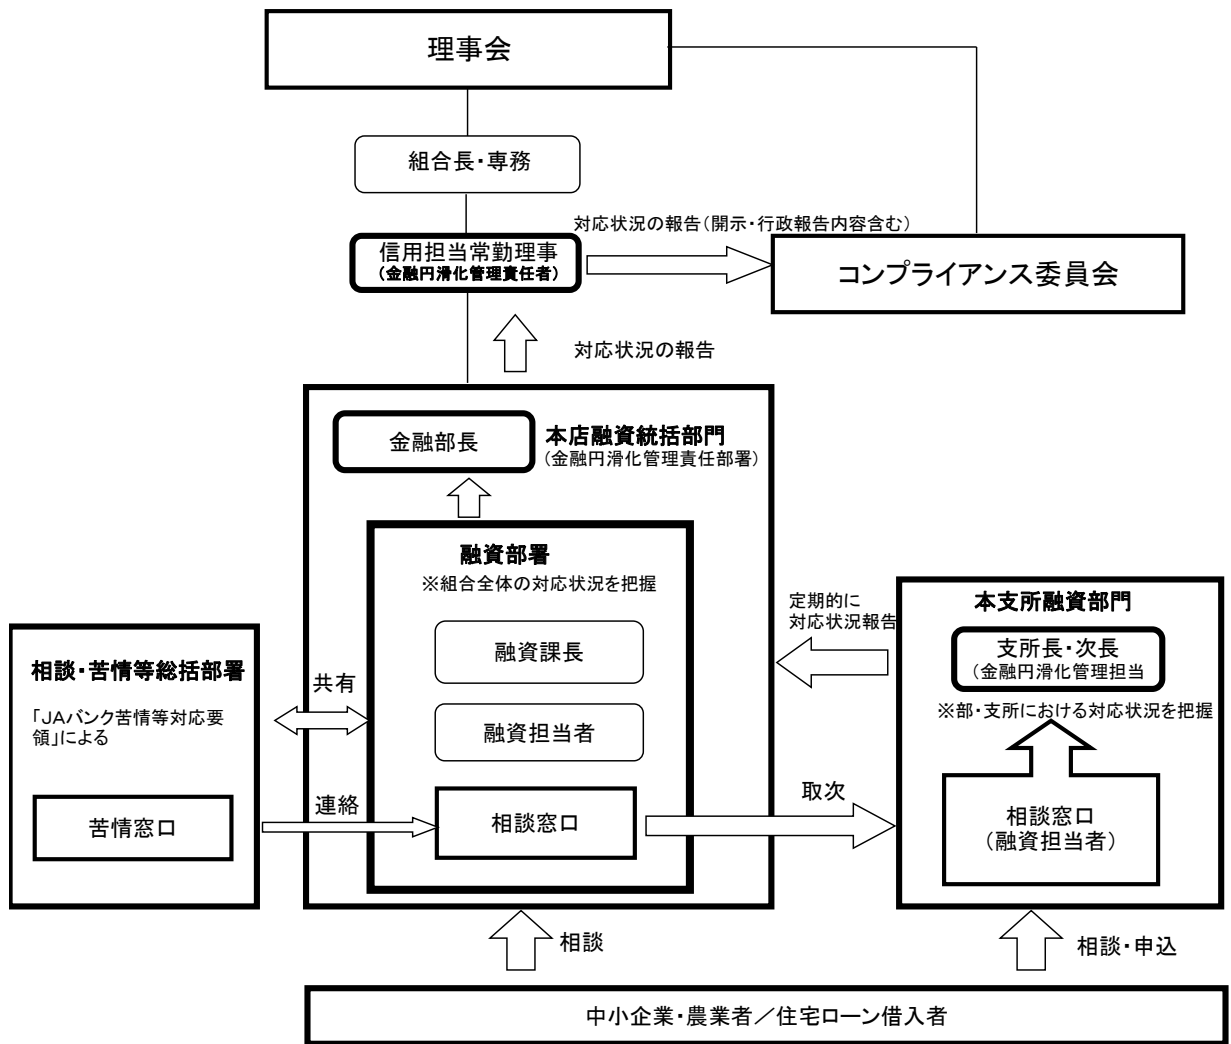 理事会
組合長・専務
対応状況の報告（開示・行政報告内容含む）
信用担当常勤理事
（金融円滑化管理責任者）
コンプライアンス委員会
対応状況の報告
金融部長
本店融資統括部門
（金融円滑化管理責任部署）
融資部署
※組合全体の対応状況を把握
融資課長
融資担当者
相談窓口
定期的に
対応状況報告
本支所融資部門
支所長・次長
（金融円滑化管理担当
※部・支所における対応状況を把握
相談窓口
（融資担当者）
相談・苦情等総括部署
「JAバンク苦情等対応要
領」による
苦情窓口
共有
連絡
取次
相談
相談・申込
中小企業・農業者／住宅ローン借入者